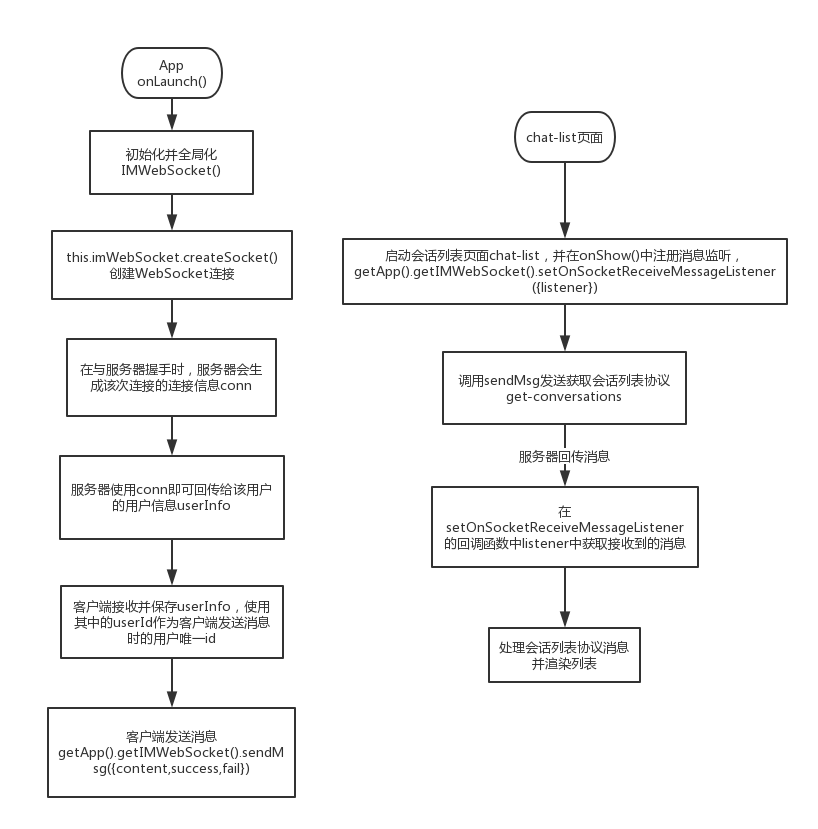 App
onLaunch()
初始化并全局化
IMWebSocket()
this.imWebSocket.createSocket()
创建WebSocket连接
在与服务器握手时，服务器会生
成该次连接的连接信息conn
服务器使用conn即可回传给该用户
的用户信息userInfo
客户端接收并保存userInfo，使用
其中的userId作为客户端发送消息
时的用户唯一id
客户端发送消息
getApp().getIMWebSocket().sendM
sg({content,success,fail})
chat-list页面
启动会话列表页面chat-list，并在onShow()中注册消息监听，
getApp().getIMWebSocket().setOnSocketReceiveMessageListener
({listener})
调用sendMsg发送获取会话列表协议
get-conversations
服务器回传消息
在
setOnSocketReceiveMessageListener
的回调函数中listener中获取接收到的消息
处理会话列表协议消息
并渲染列表